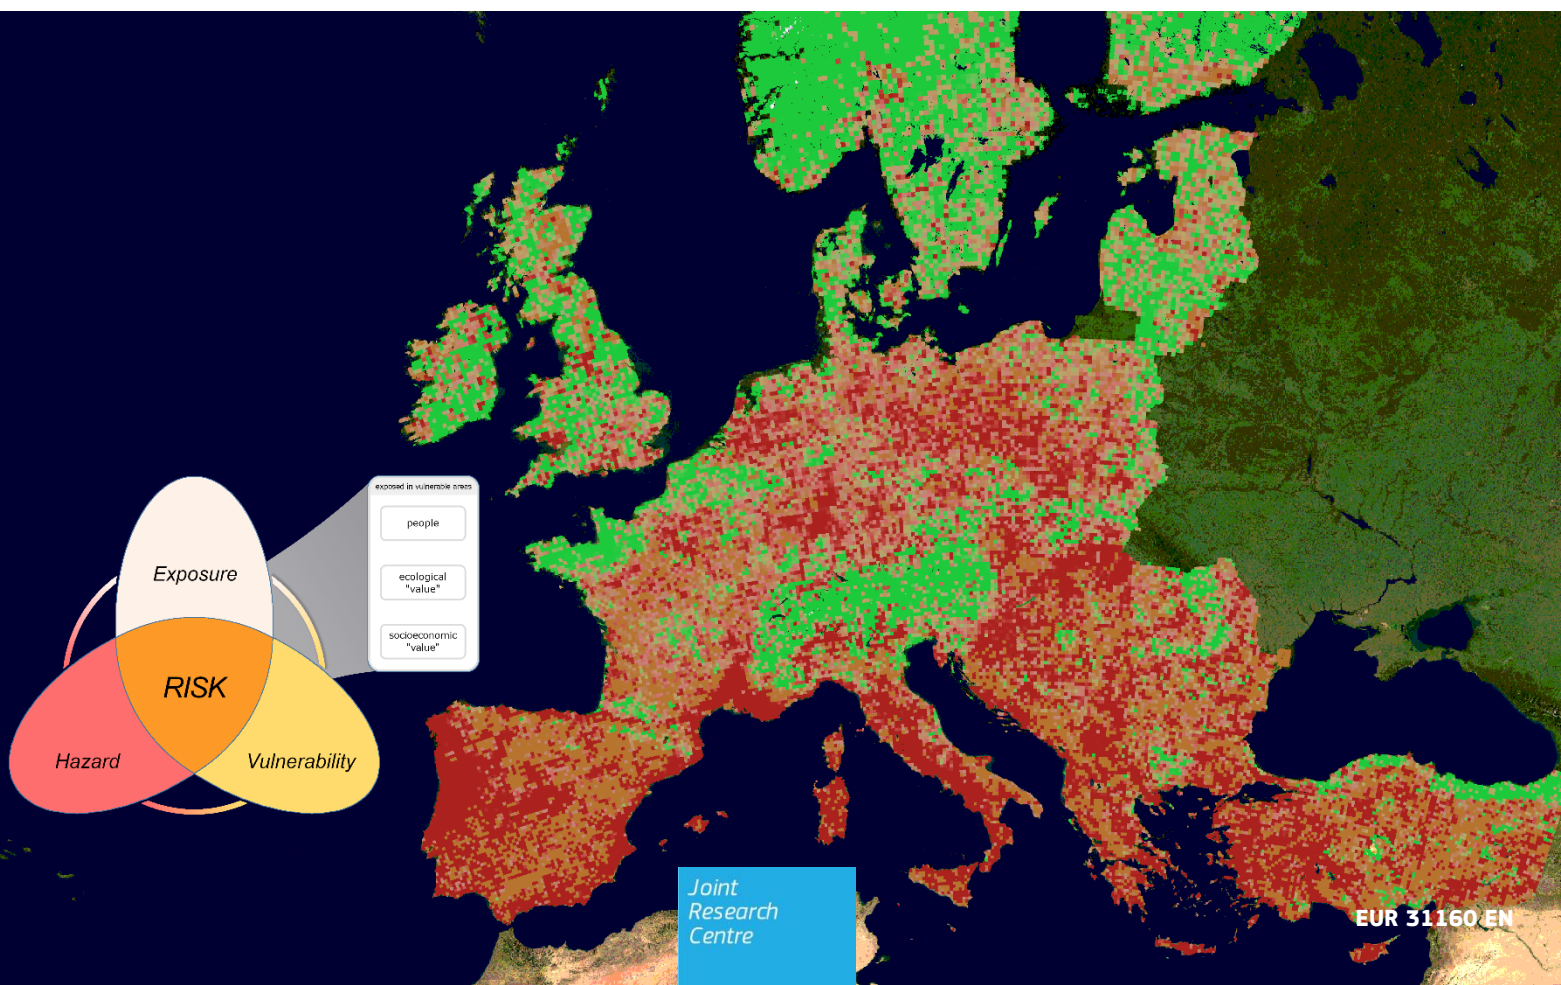 exposed in vulnerable areas
people
ecological
"value"
socioeconomic
"value"
Exposure
RISK
Hazard
Vulnerability
Joint
Research
Centre
EUR 31160 EN